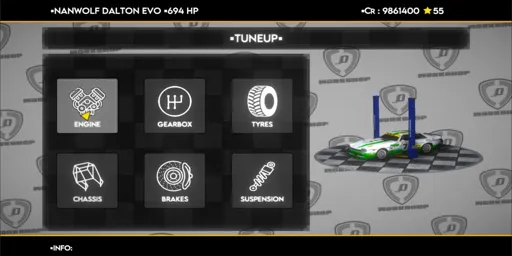 ▪NANWOLF DALTON EVO ▪694 HP
▪CR : 9861400 ⭐55
▪TUNEUP▪
ENGINE
GEARBOX
TYRES
CHASSIS
BRAKES
SUSPENSION
▪INFO: